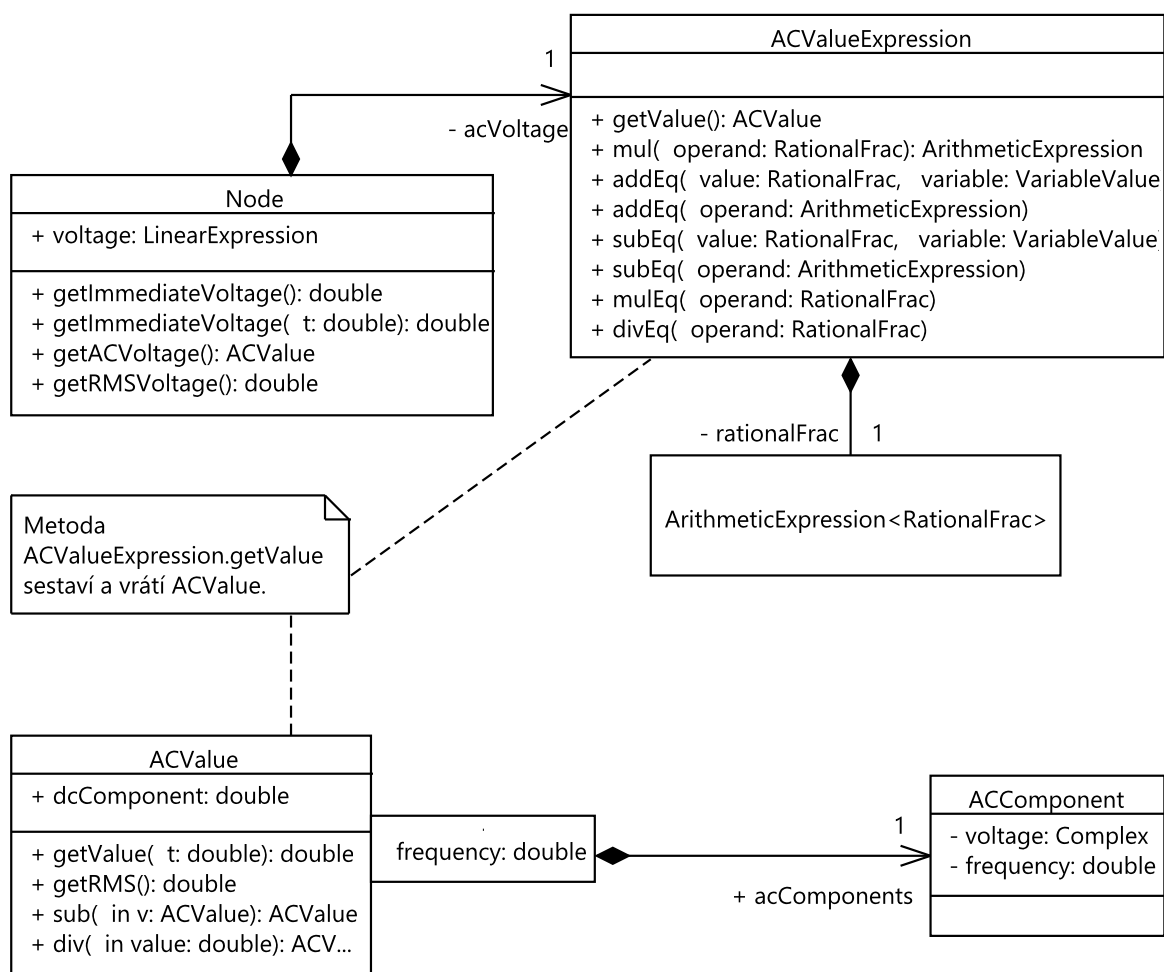 ACValueExpression
+ getValue(): ACValue
+ mul(  operand: RationalFrac): ArithmeticExpression
+ addEq(  value: RationalFrac,   variable: VariableValue
+ addEq(  operand: ArithmeticExpression)
+ subEq(  value: RationalFrac,   variable: VariableValue)
+ subEq(  operand: ArithmeticExpression)
+ mulEq(  operand: RationalFrac)
+ divEq(  operand: RationalFrac)
1
- acVoltage
Node
+ voltage: LinearExpression
+ getImmediateVoltage(): double
+ getImmediateVoltage(  t: double): double
+ getACVoltage(): ACValue
+ getRMSVoltage(): double
- rationalFrac
1
ArithmeticExpression<RationalFrac>
Metoda
ACValueExpression.getValue
sestaví a vrátí ACValue.
ACValue
+ dcComponent: double
+ getValue(  t: double): double
+ getRMS(): double
+ sub(  in v: ACValue): ACValue
+ div(  in value: double): ACV...
frequency: double
1
+ acComponents
ACComponent
- voltage: Complex
- frequency: double